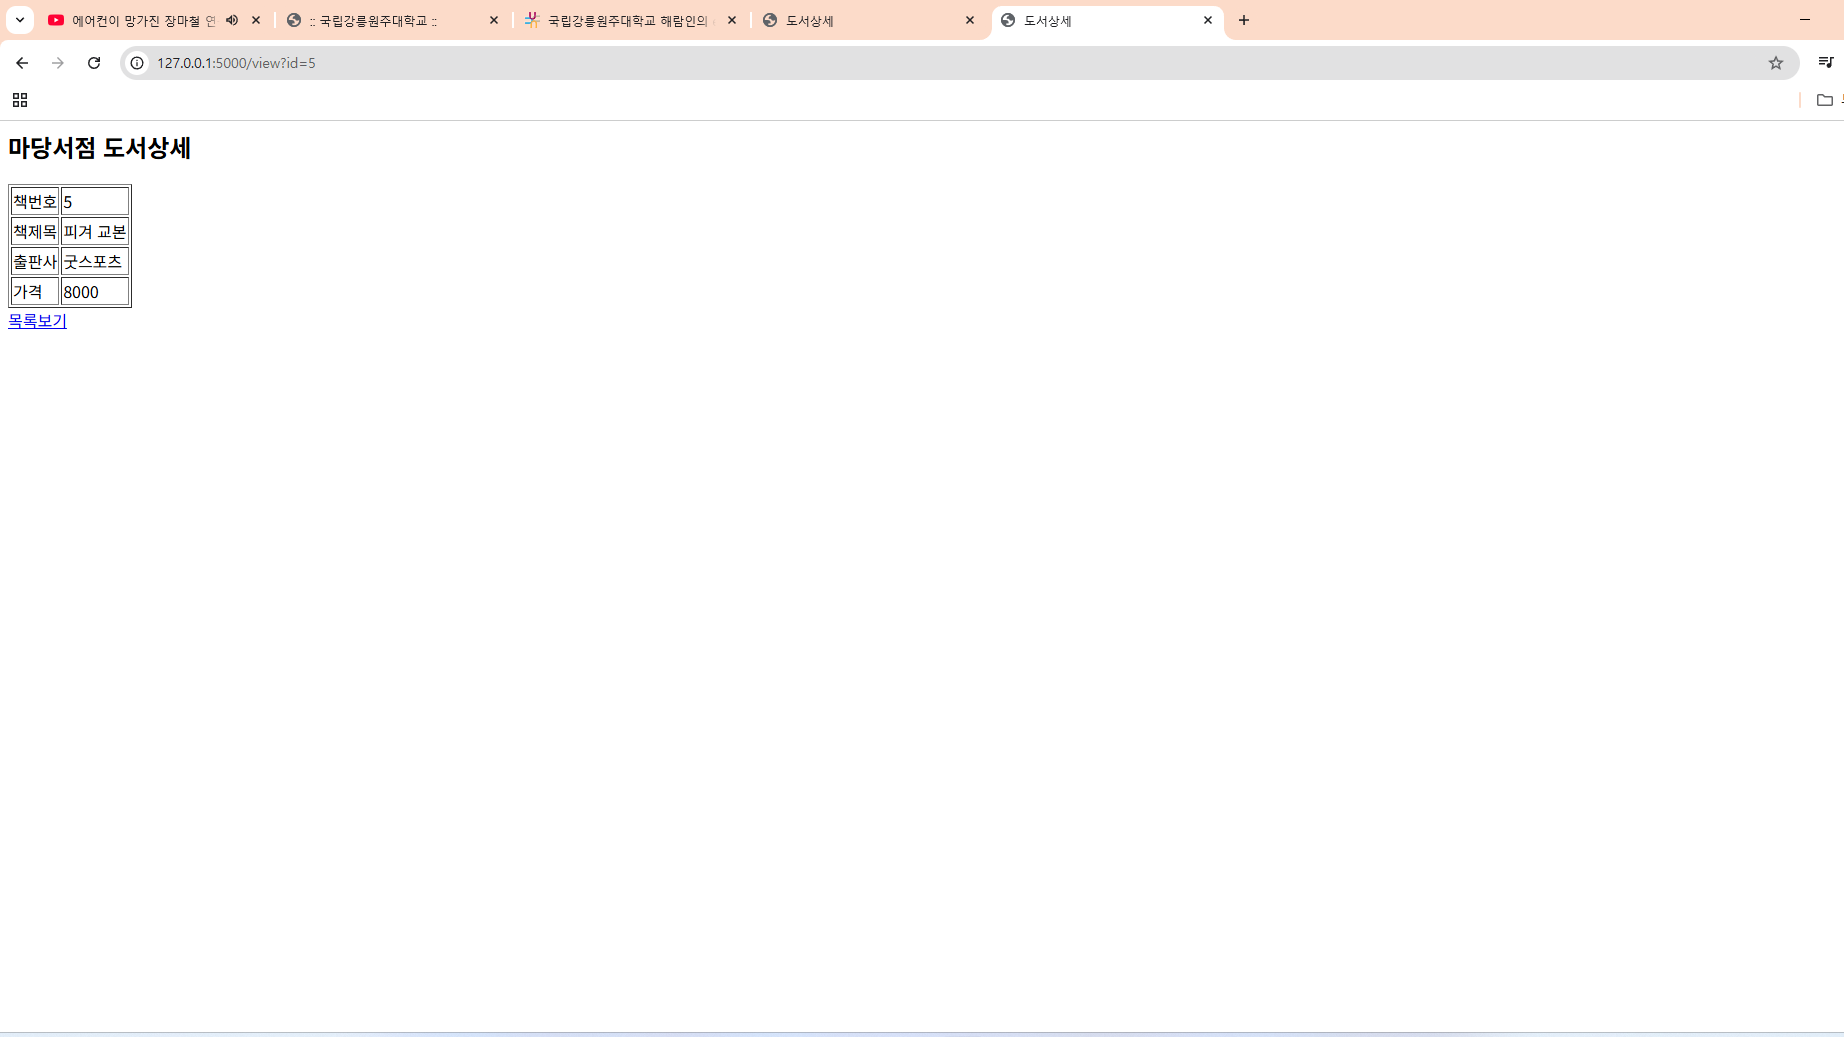 에어컨이 망가진 장마철 연
:: 국립강릉원주대학교 ::
국립강릉원주대학교 해람인의
도서상세
도서상세
127.0.0.1:5000/view?id=5
마당서점 도서상세
책번호 5
책제목 피겨 교본
출판사 굿스포츠
가격 8000
목록보기